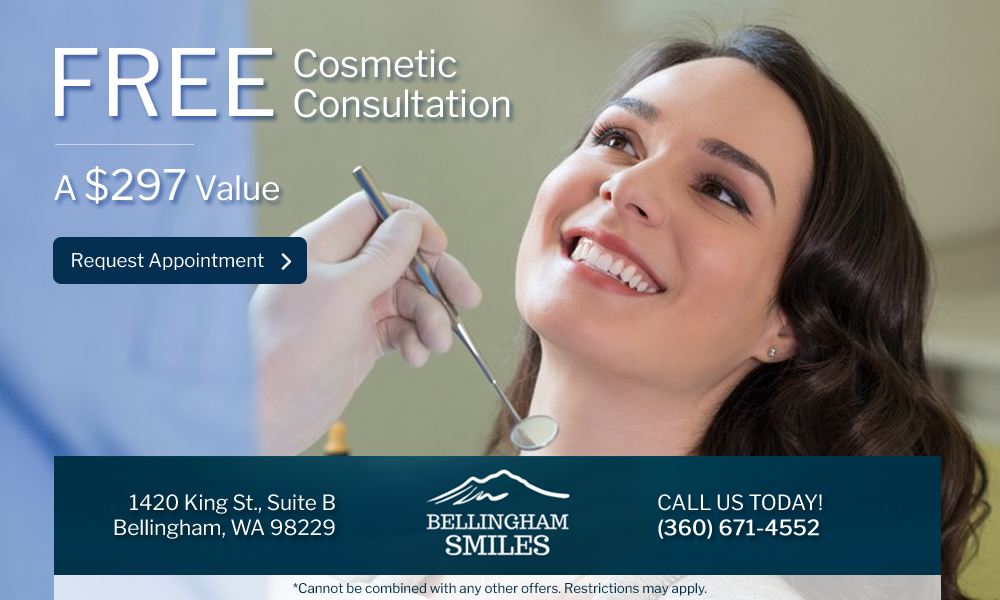 FREE Cosmetic
Consultation
A $297 Value
Request Appointment
1420 King St., Suite B
Bellingham, WA 98229
BELLINGHAM
SMILES
CALL US TODAY!
(360) 671-4552
*Cannot be combined with any other offers. Restrictions may apply.